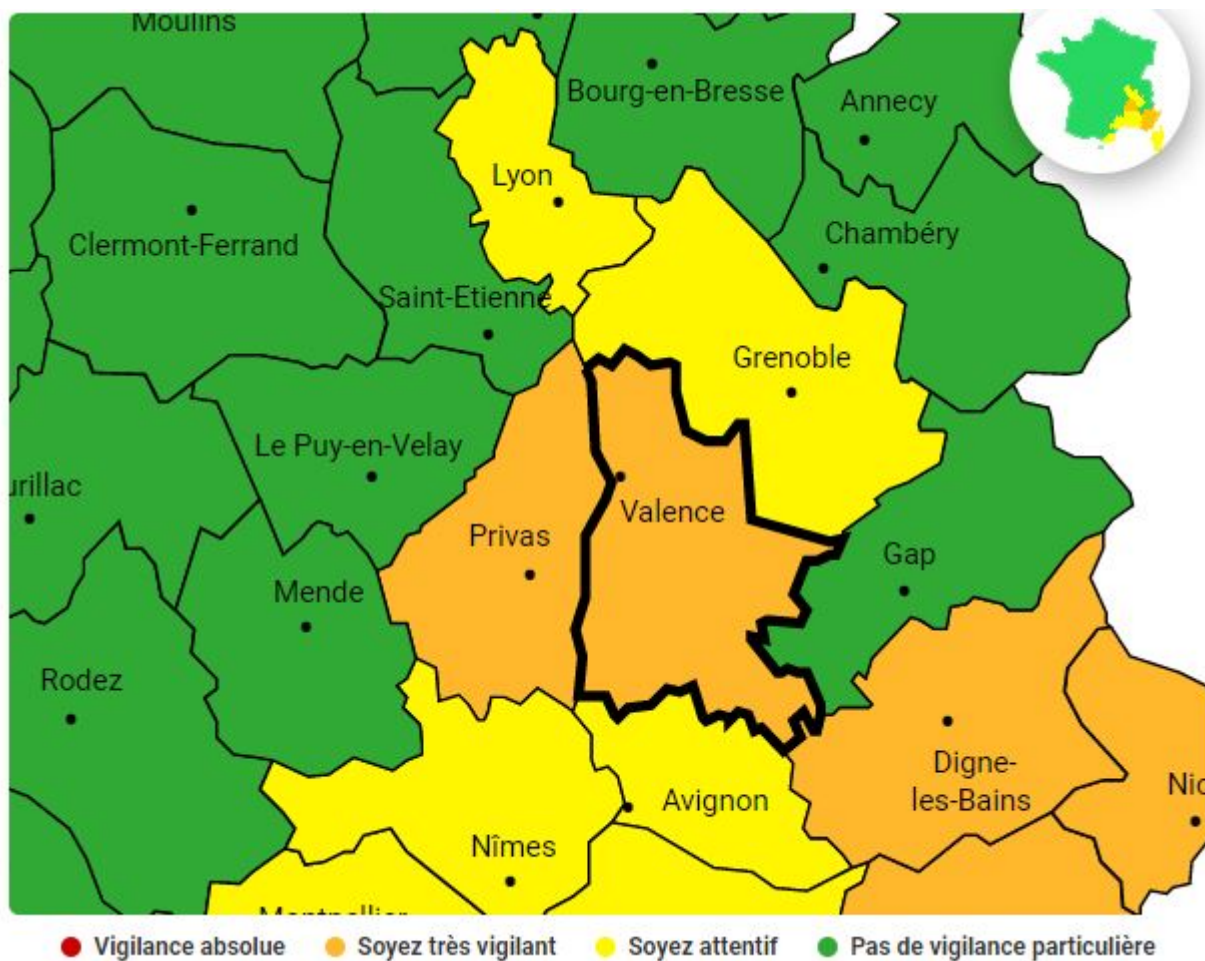 Moulins
Bourg-en-Bresse
Annecy
Lyon
Chambéry
Clermont-Ferrand
Saint-Etienne
Grenoble
Le Puy-en-Velay
urillac
Valence
Privas
Gap
Mende
Rodez
Digne-
les-Bains
Nic
Avignon
Nîmes
Montpellier
Vigilance absolue Soyez très vigilant Soyez attentif Pas de vigilance particulière